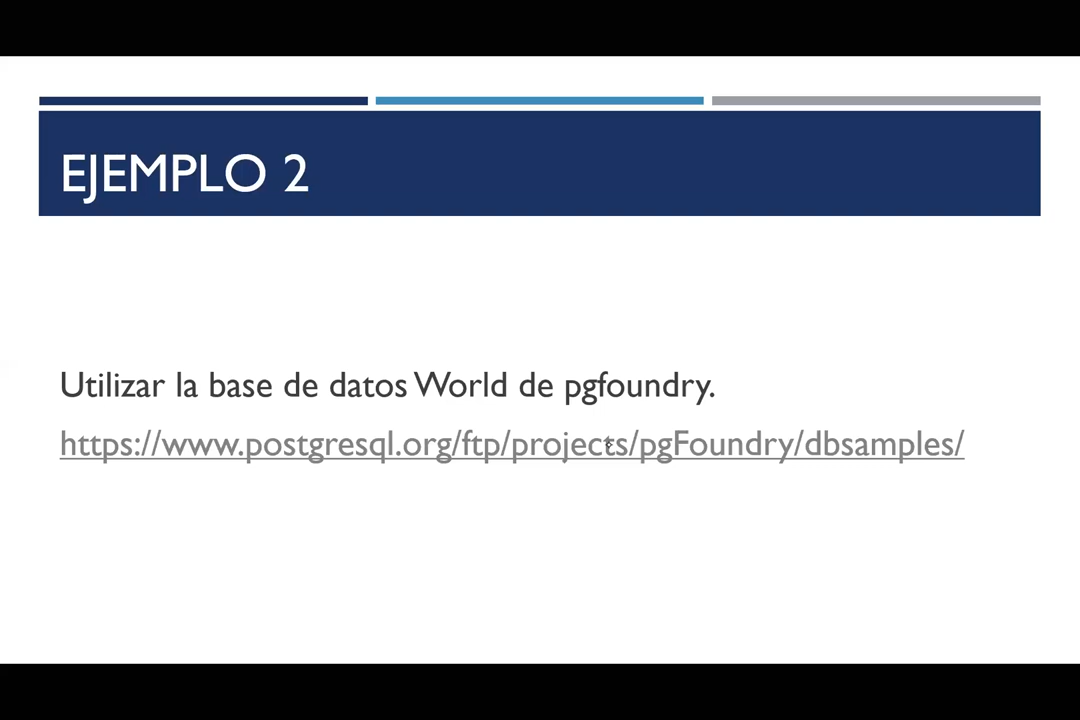 EJEMPLO 2
Utilizar la base de datos World de pgfoundry.
https://www.postgresql.org/ftp/projects/pgFoundry/dbsamples/